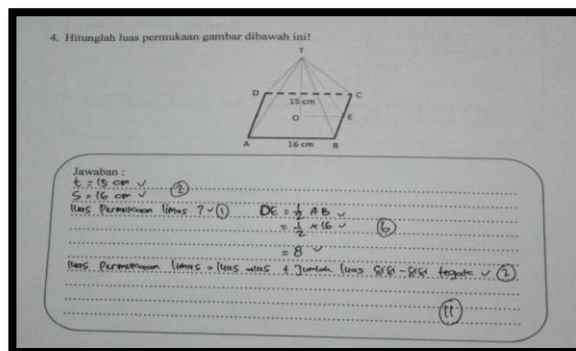 4. Hitunglah luas permukaan gambar dibawah ini!
T
D
C
15 cm
O
E
A
16 cm
B
Jawaban :
t = 15 cm ✓
S = 16 cm ✓ ②
luas Permukaan limas ? ✓ ① OE = ½ AB ✓
= ½ × 16 ✓ ⑥
= 8 ✓
luas Permukaan limas = luas alas + Jumlah luas sisi-sisi tegak ✓ ②
⑪